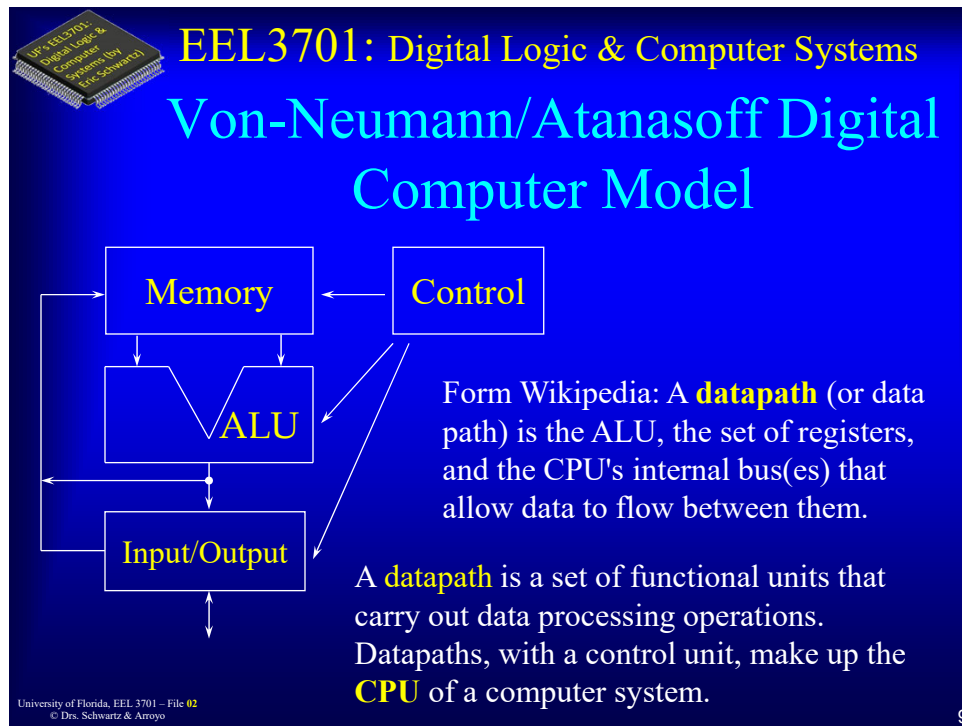 UF's EEL3701:
Digital Logic &
Computer
Systems (by
Eric Schwartz)
EEL3701: Digital Logic & Computer Systems
Von-Neumann/Atanasoff Digital
Computer Model
Memory
Control
ALU
Input/Output
Form Wikipedia: A datapath (or data
path) is the ALU, the set of registers,
and the CPU's internal bus(es) that
allow data to flow between them.
A datapath is a set of functional units that
carry out data processing operations.
Datapaths, with a control unit, make up the
CPU of a computer system.
University of Florida, EEL 3701 – File 02
© Drs. Schwartz & Arroyo